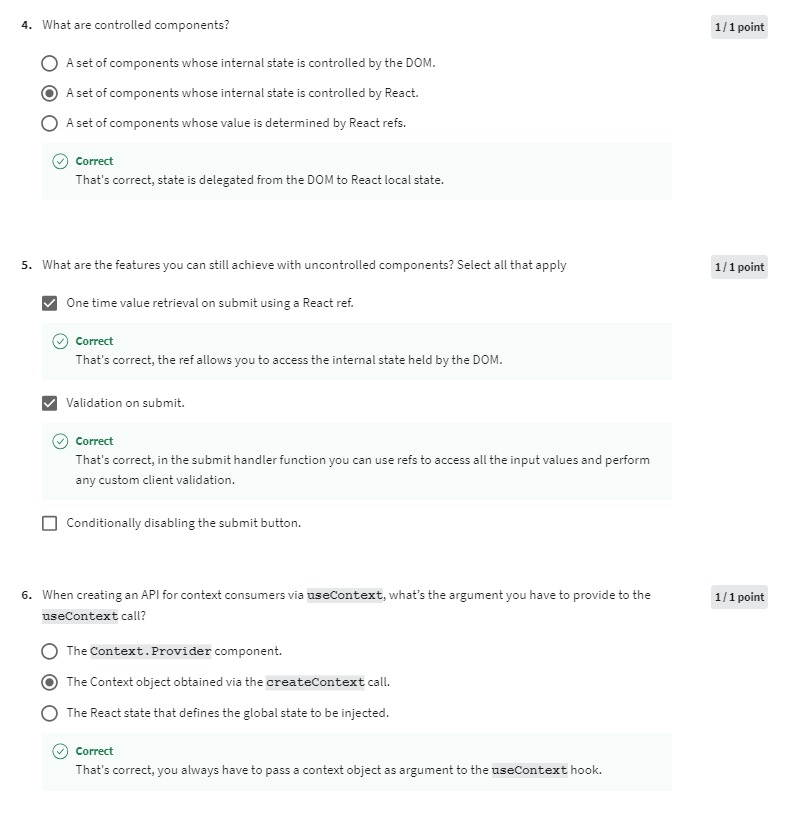 4. What are controlled components?
1 / 1 point
A set of components whose internal state is controlled by the DOM.
A set of components whose internal state is controlled by React.
A set of components whose value is determined by React refs.
Correct
That's correct, state is delegated from the DOM to React local state.
5. What are the features you can still achieve with uncontrolled components? Select all that apply
1 / 1 point
One time value retrieval on submit using a React ref.
Correct
That's correct, the ref allows you to access the internal state held by the DOM.
Validation on submit.
Correct
That's correct, in the submit handler function you can use refs to access all the input values and perform
any custom client validation.
Conditionally disabling the submit button.
6. When creating an API for context consumers via useContext, what's the argument you have to provide to the
1 / 1 point
useContext call?
The Context.Provider component.
The Context object obtained via the createContext call.
The React state that defines the global state to be injected.
Correct
That's correct, you always have to pass a context object as argument to the useContext hook.